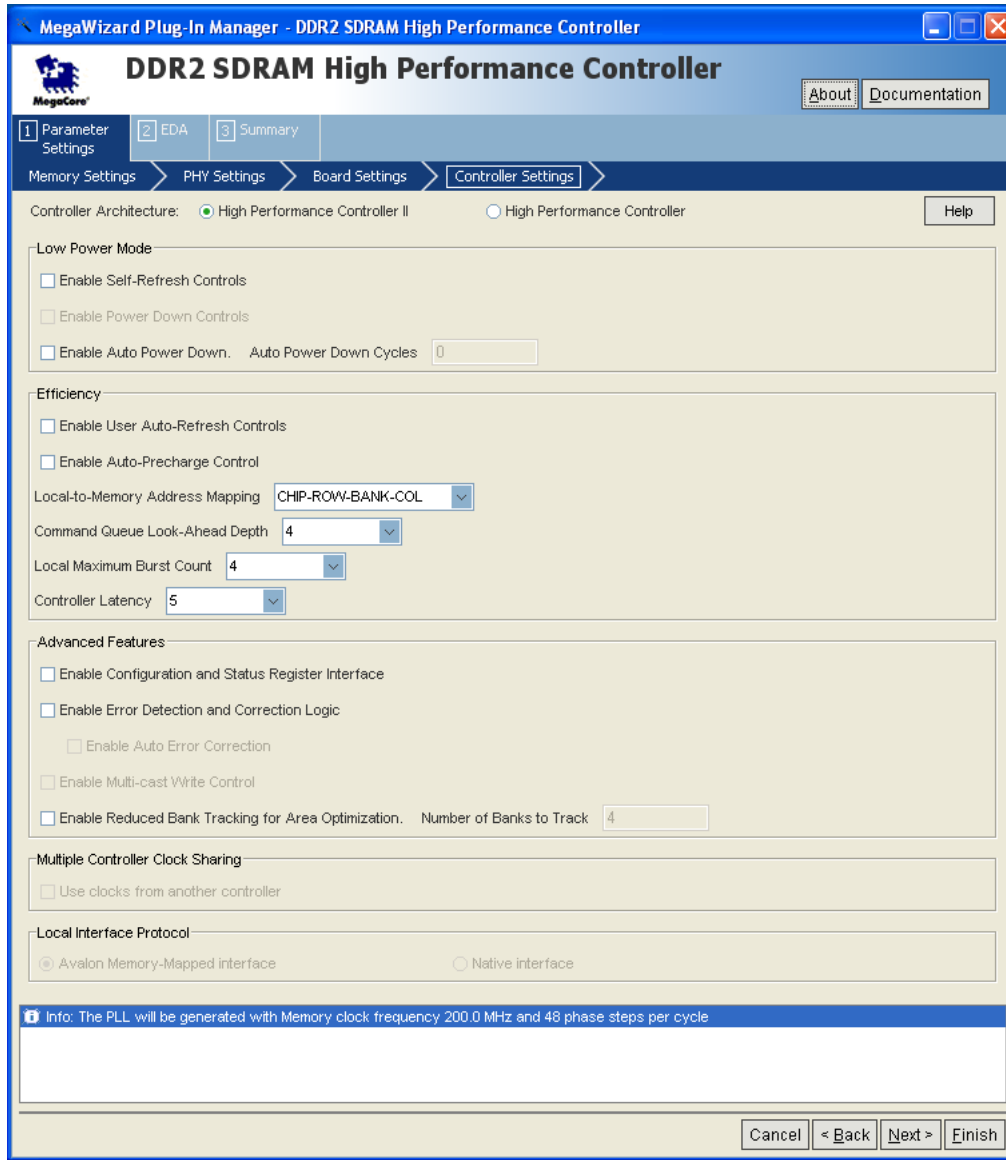 MegaWizard Plug-In Manager - DDR2 SDRAM High Performance Controller
DDR2 SDRAM High Performance Controller
MegaCore®
About Documentation
1 Parameter Settings 2 EDA 3 Summary
Memory Settings PHY Settings Board Settings Controller Settings
Controller Architecture: High Performance Controller II High Performance Controller Help
Low Power Mode
Enable Self-Refresh Controls
Enable Power Down Controls
Enable Auto Power Down. Auto Power Down Cycles 0
Efficiency
Enable User Auto-Refresh Controls
Enable Auto-Precharge Control
Local-to-Memory Address Mapping CHIP-ROW-BANK-COL
Command Queue Look-Ahead Depth 4
Local Maximum Burst Count 4
Controller Latency 5
Advanced Features
Enable Configuration and Status Register Interface
Enable Error Detection and Correction Logic
Enable Auto Error Correction
Enable Multi-cast Write Control
Enable Reduced Bank Tracking for Area Optimization. Number of Banks to Track 4
Multiple Controller Clock Sharing
Use clocks from another controller
Local Interface Protocol
Avalon Memory-Mapped interface Native interface
Info: The PLL will be generated with Memory clock frequency 200.0 MHz and 48 phase steps per cycle
Cancel < Back Next > Finish